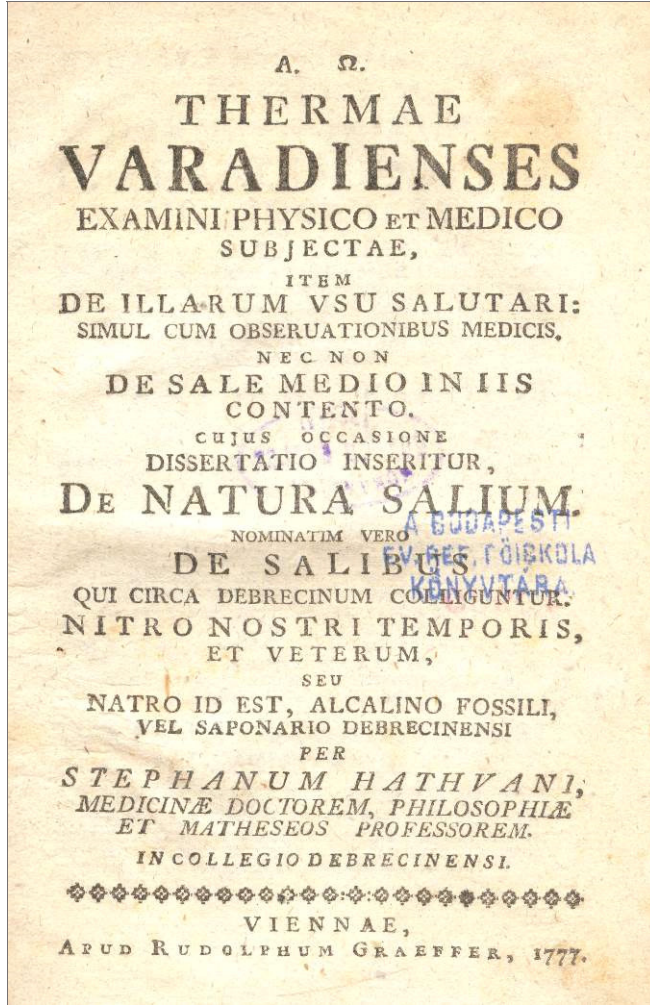 Α. Ω.
THERMAE
VARADIENSES
EXAMINI PHYSICO ET MEDICO
SUBJECTAE,
ITEM
DE ILLARUM VSU SALUTARI:
SIMUL CUM OBSERUATIONIBUS MEDICIS.
NEC NON
DE SALE MEDIO IN IIS
CONTENTO.
CUJUS OCCASIONE
DISSERTATIO INSERITUR,
DE NATURA SALIUM.
NOMINATIM VERO
DE SALIBUS
QUI CIRCA DEBRECINUM COLLIGUNTUR.
NITRO NOSTRI TEMPORIS,
ET VETERUM,
SEU
NATRO ID EST, ALCALINO FOSSILI,
VEL SAPONARIO DEBRECINENSI
PER
STEPHANUM HATHVANI,
MEDICINÆ DOCTOREM, PHILOSOPHIÆ
ET MATHESEOS PROFESSOREM.
IN COLLEGIO DEBRECINENSI.
VIENNAE,
APUD RUDOLPHUM GRAEFFER, 1777.
A BUDAPESTI
EV. REF. FŐISKOLA
KÖNYVTÁRA